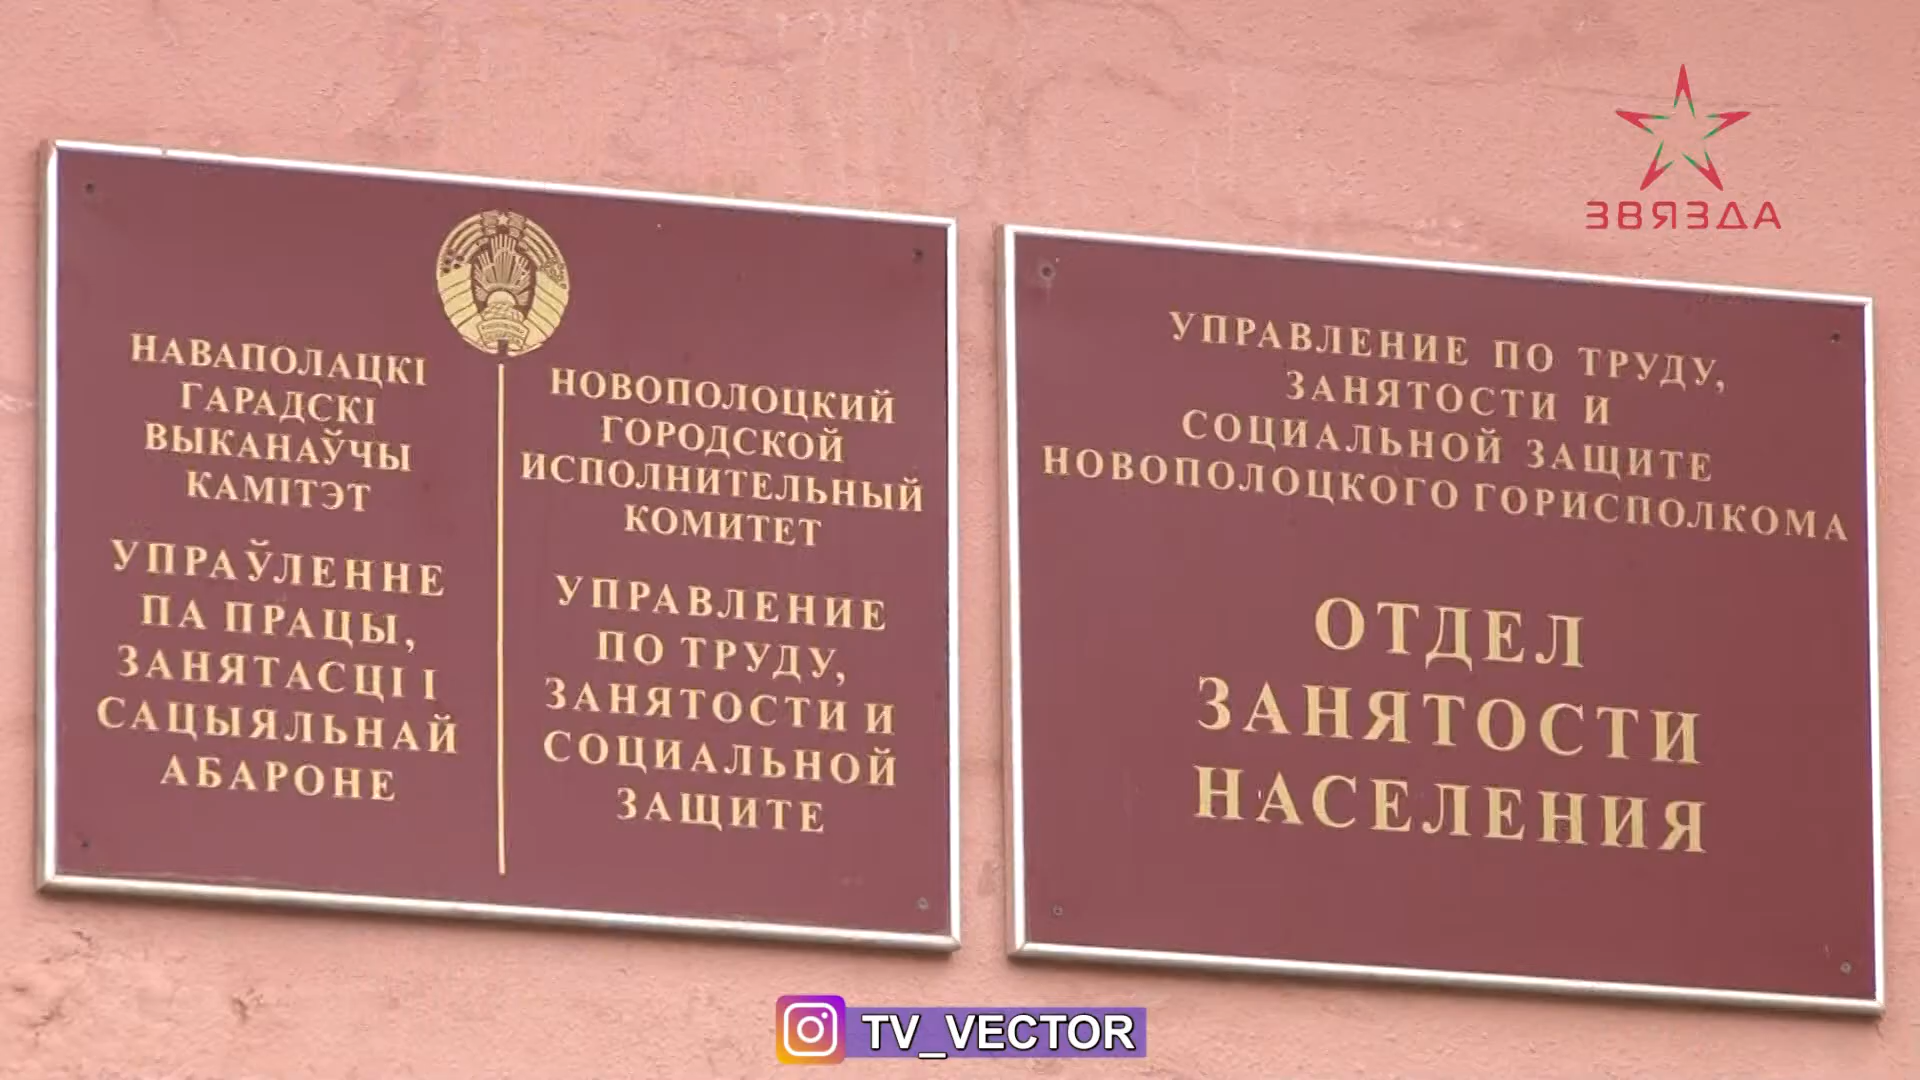 НАВАПОЛАЦКІ
ГАРАДСКІ
ВЫКАНАЎЧЫ
КАМІТЭТ
УПРАЎЛЕННЕ
ПА ПРАЦЫ,
ЗАНЯТАСЦІ І
САЦЫЯЛЬНАЙ
АБАРОНЕ
НОВОПОЛОЦКИЙ
ГОРОДСКОЙ
ИСПОЛНИТЕЛЬНЫЙ
КОМИТЕТ
УПРАВЛЕНИЕ
ПО ТРУДУ,
ЗАНЯТОСТИ И
СОЦИАЛЬНОЙ
ЗАЩИТЕ
УПРАВЛЕНИЕ ПО ТРУДУ,
ЗАНЯТОСТИ И
СОЦИАЛЬНОЙ ЗАЩИТЕ
НОВОПОЛОЦКОГО ГОРИСПОЛКОМА
ОТДЕЛ
ЗАНЯТОСТИ
НАСЕЛЕНИЯ
ЗВЯЗДА
TV_VECTOR